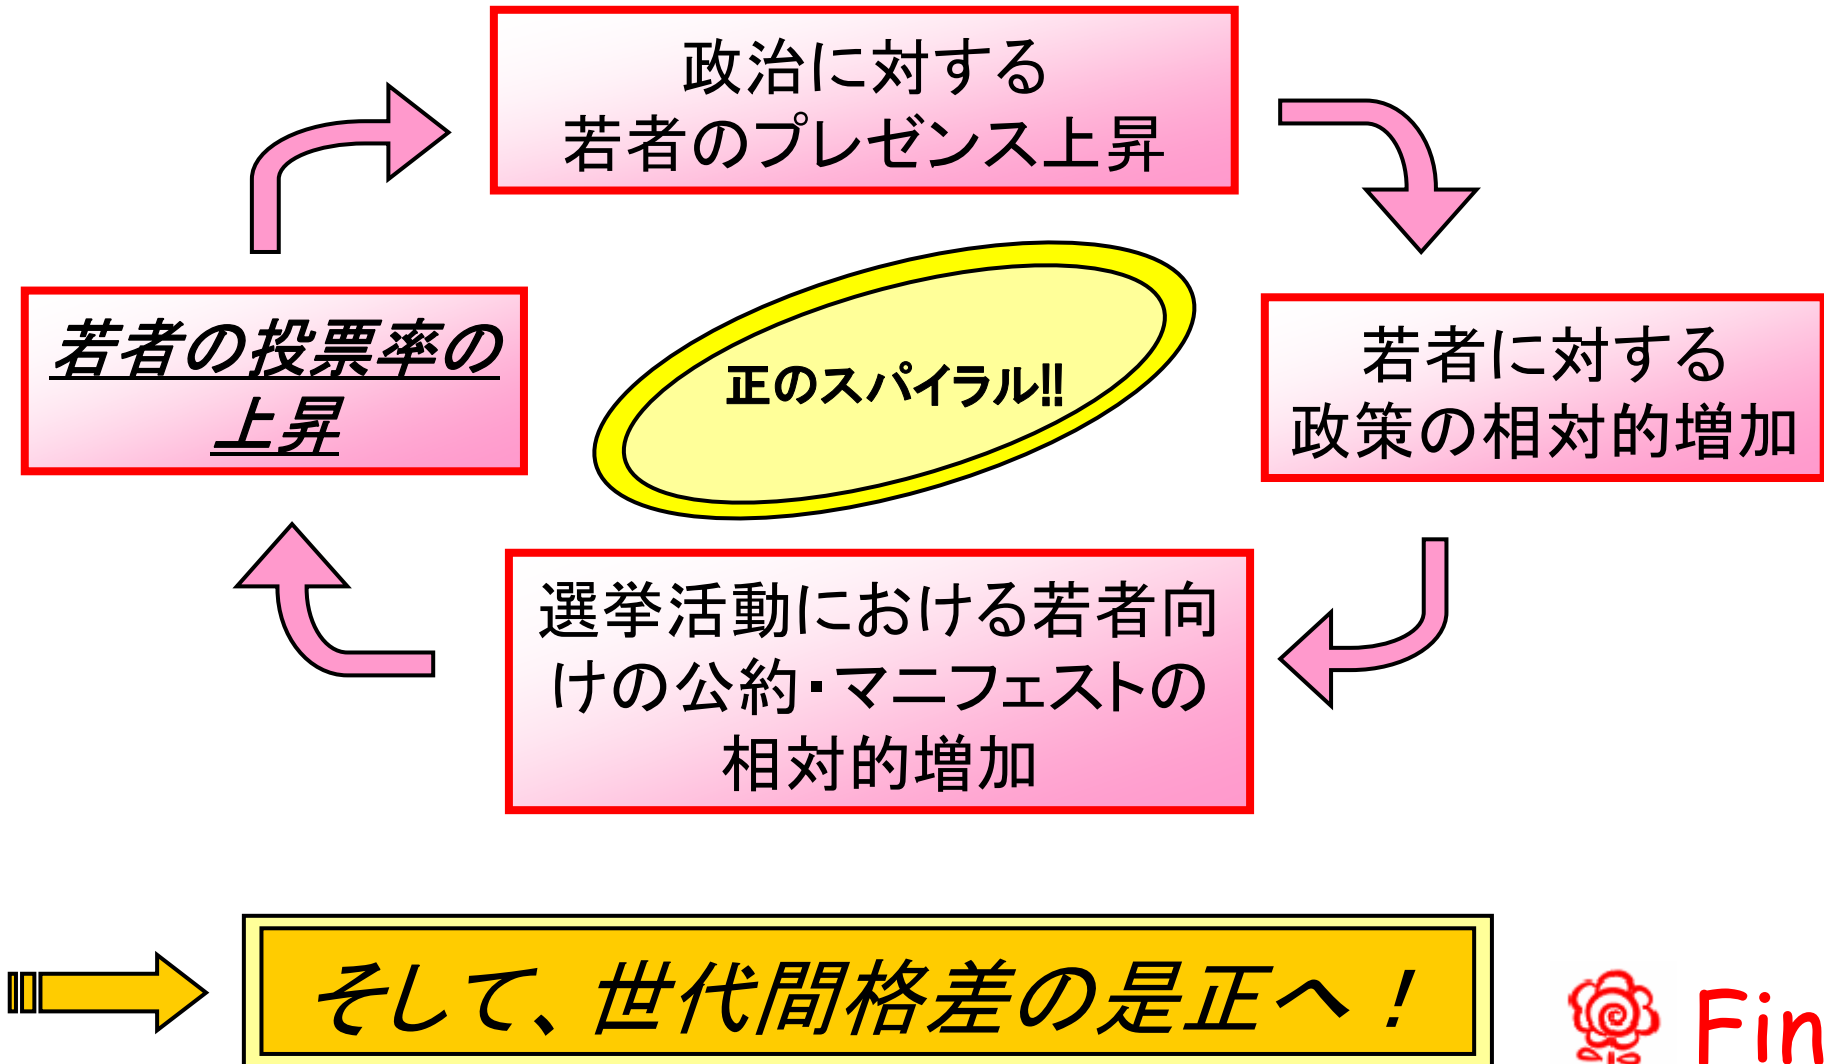 政治に対する
若者のプレゼンス上昇
若者の投票率の
上昇
正のスパイラル!!
若者に対する
政策の相対的増加
選挙活動における若者向
けの公約・マニフェストの
相対的増加
そして、世代間格差の是正へ！
Fin